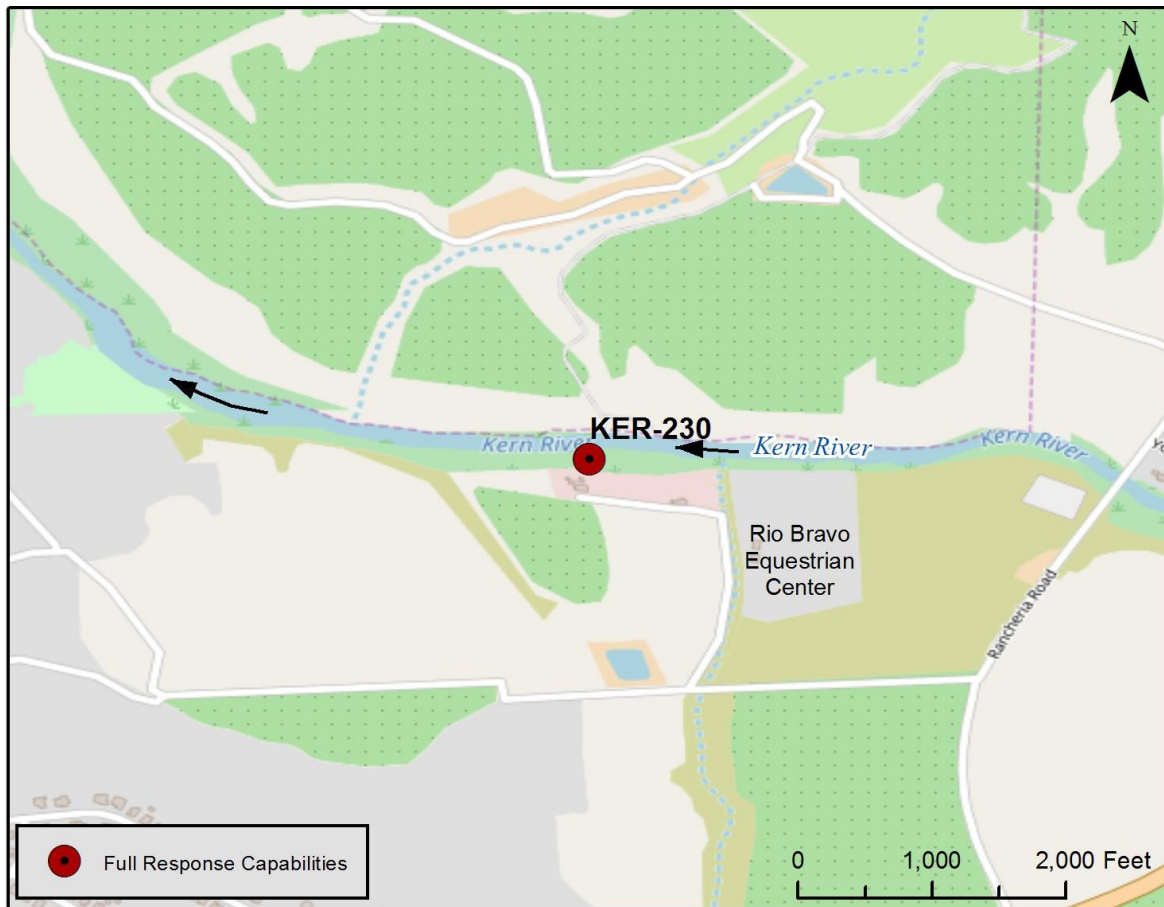 N
KER-230
Kern River
Kern River
Kern River
Rio Bravo
Equestrian
Center
Rancheria Road
Full Response Capabilities
0 1,000 2,000 Feet